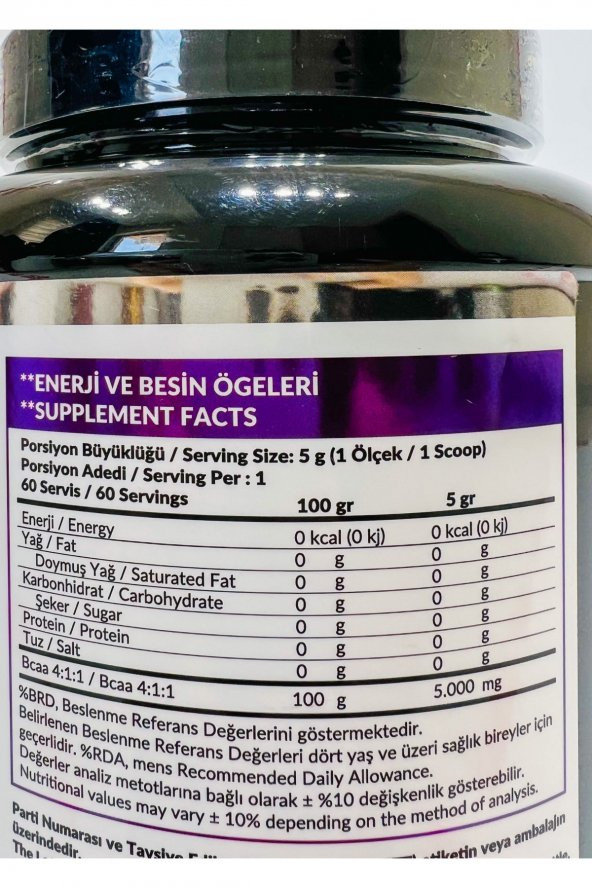 **ENERJİ VE BESİN ÖGELERİ
**SUPPLEMENT FACTS
Porsiyon Büyüklüğü / Serving Size: 5 g (1 Ölçek / 1 Scoop)
Porsiyon Adedi / Serving Per : 1
60 Servis / 60 Servings 100 gr 5 gr
Enerji / Energy 0 kcal (0 kj) 0 kcal (0 kj)
Yağ / Fat 0 g 0 g
Doymuş Yağ / Saturated Fat 0 g 0 g
Karbonhidrat / Carbohydrate 0 g 0 g
Şeker / Sugar 0 g 0 g
Protein / Protein 0 g 0 g
Tuz / Salt 0 g 0 g
Bcaa 4:1:1 / Bcaa 4:1:1 100 g 5.000 mg
%BRD, Beslenme Referans Değerlerini göstermektedir.
Belirlenen Beslenme Referans Değerleri dört yaş ve üzeri sağlık bireyler için
geçerlidir. %RDA, mens Recommended Daily Allowance.
Değerler analiz metotlarına bağlı olarak ± %10 değişkenlik gösterebilir.
Nutritional values may vary ± 10% depending on the method of analysis.
Parti Numarası ve Tavsiye veya ambalajın
üzerindedir.
The